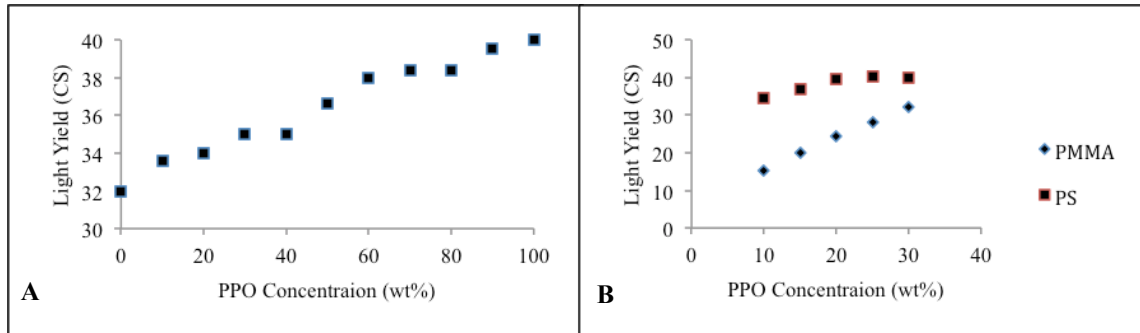 40
38
36
34
32
30
Light Yield (CS)
0 20 40 60 80 100
PPO Concentraion (wt%)
A
50
40
30
20
10
0
Light Yield (CS)
0 10 20 30 40
PPO Concentraion (wt%)
PMMA
PS
B